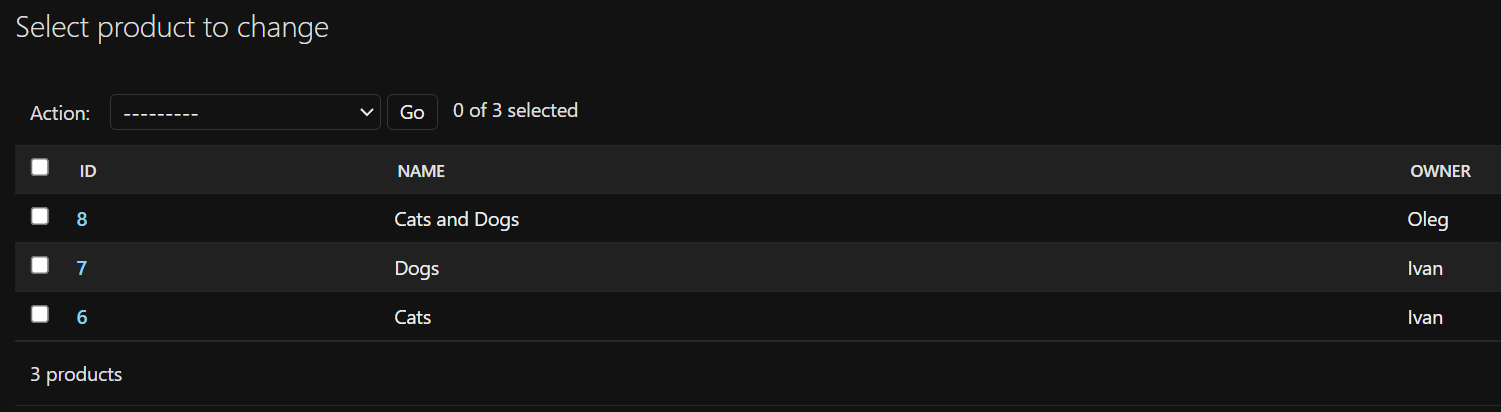 Select product to change
Action: --------- Go 0 of 3 selected
ID NAME OWNER
8 Cats and Dogs Oleg
7 Dogs Ivan
6 Cats Ivan
3 products